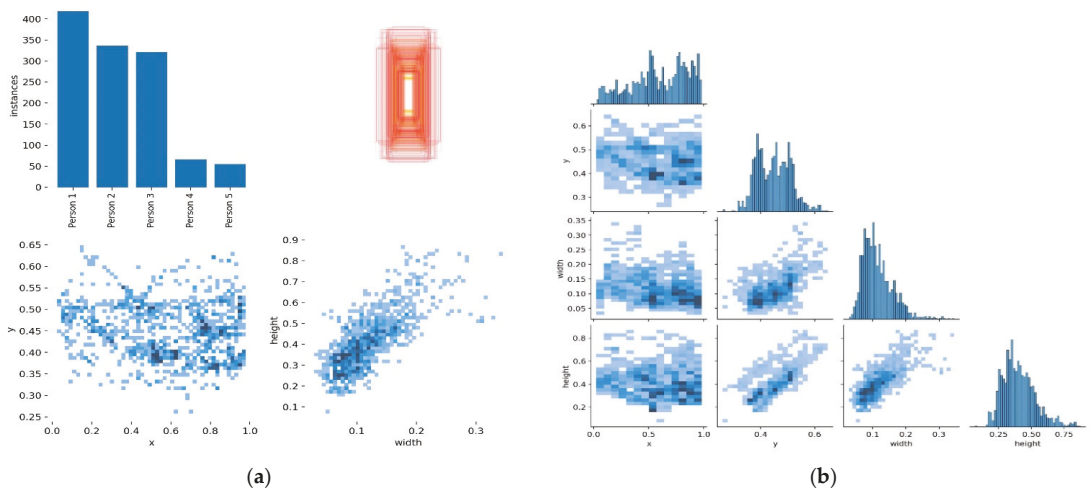 400
350
300
250
200
150
100
50
0
instances
Person 1
Person 2
Person 3
Person 4
Person 5
0.65
0.60
0.55
0.50
0.45
0.40
0.35
0.30
0.25
y
0.0 0.2 0.4 0.6 0.8 1.0
x
0.9
0.8
0.7
0.6
0.5
0.4
0.3
0.2
0.1
height
0.1 0.2 0.3
width
(a)
0.6
0.5
0.4
0.3
y
0.35
0.30
0.25
0.20
0.15
0.10
0.05
width
0.8
0.6
0.4
0.2
height
0.0 0.5 1.0
x
0.4 0.6
y
0.1 0.2 0.3
width
0.25 0.50 0.75
height
(b)